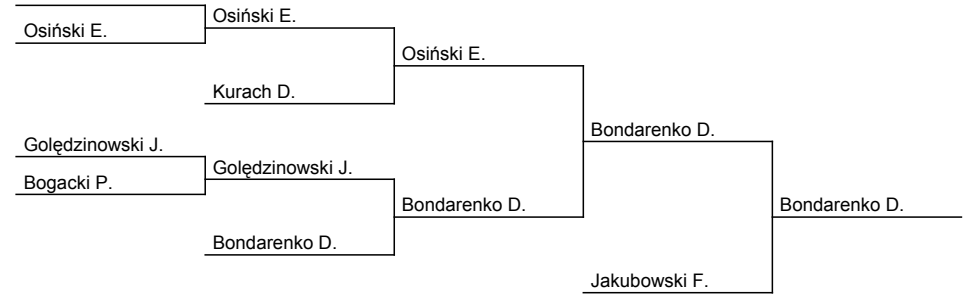 Osiński E.
Osiński E.
Osiński E.
Kurach D.
Bondarenko D.
Golędzinowski J.
Golędzinowski J.
Bogacki P.
Bondarenko D.
Bondarenko D.
Bondarenko D.
Jakubowski F.